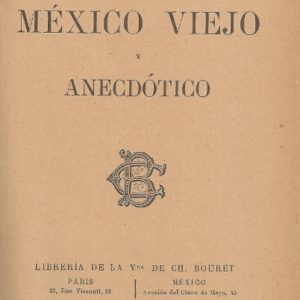 MÉXICO VIEJO
Y
ANECDÓTICO
CB
LIBRERÍA DE LA Vda DE CH. BOURET
PARIS
23, Rue Visconti, 23
MÉXICO
Avenida del Cinco de Mayo, 45